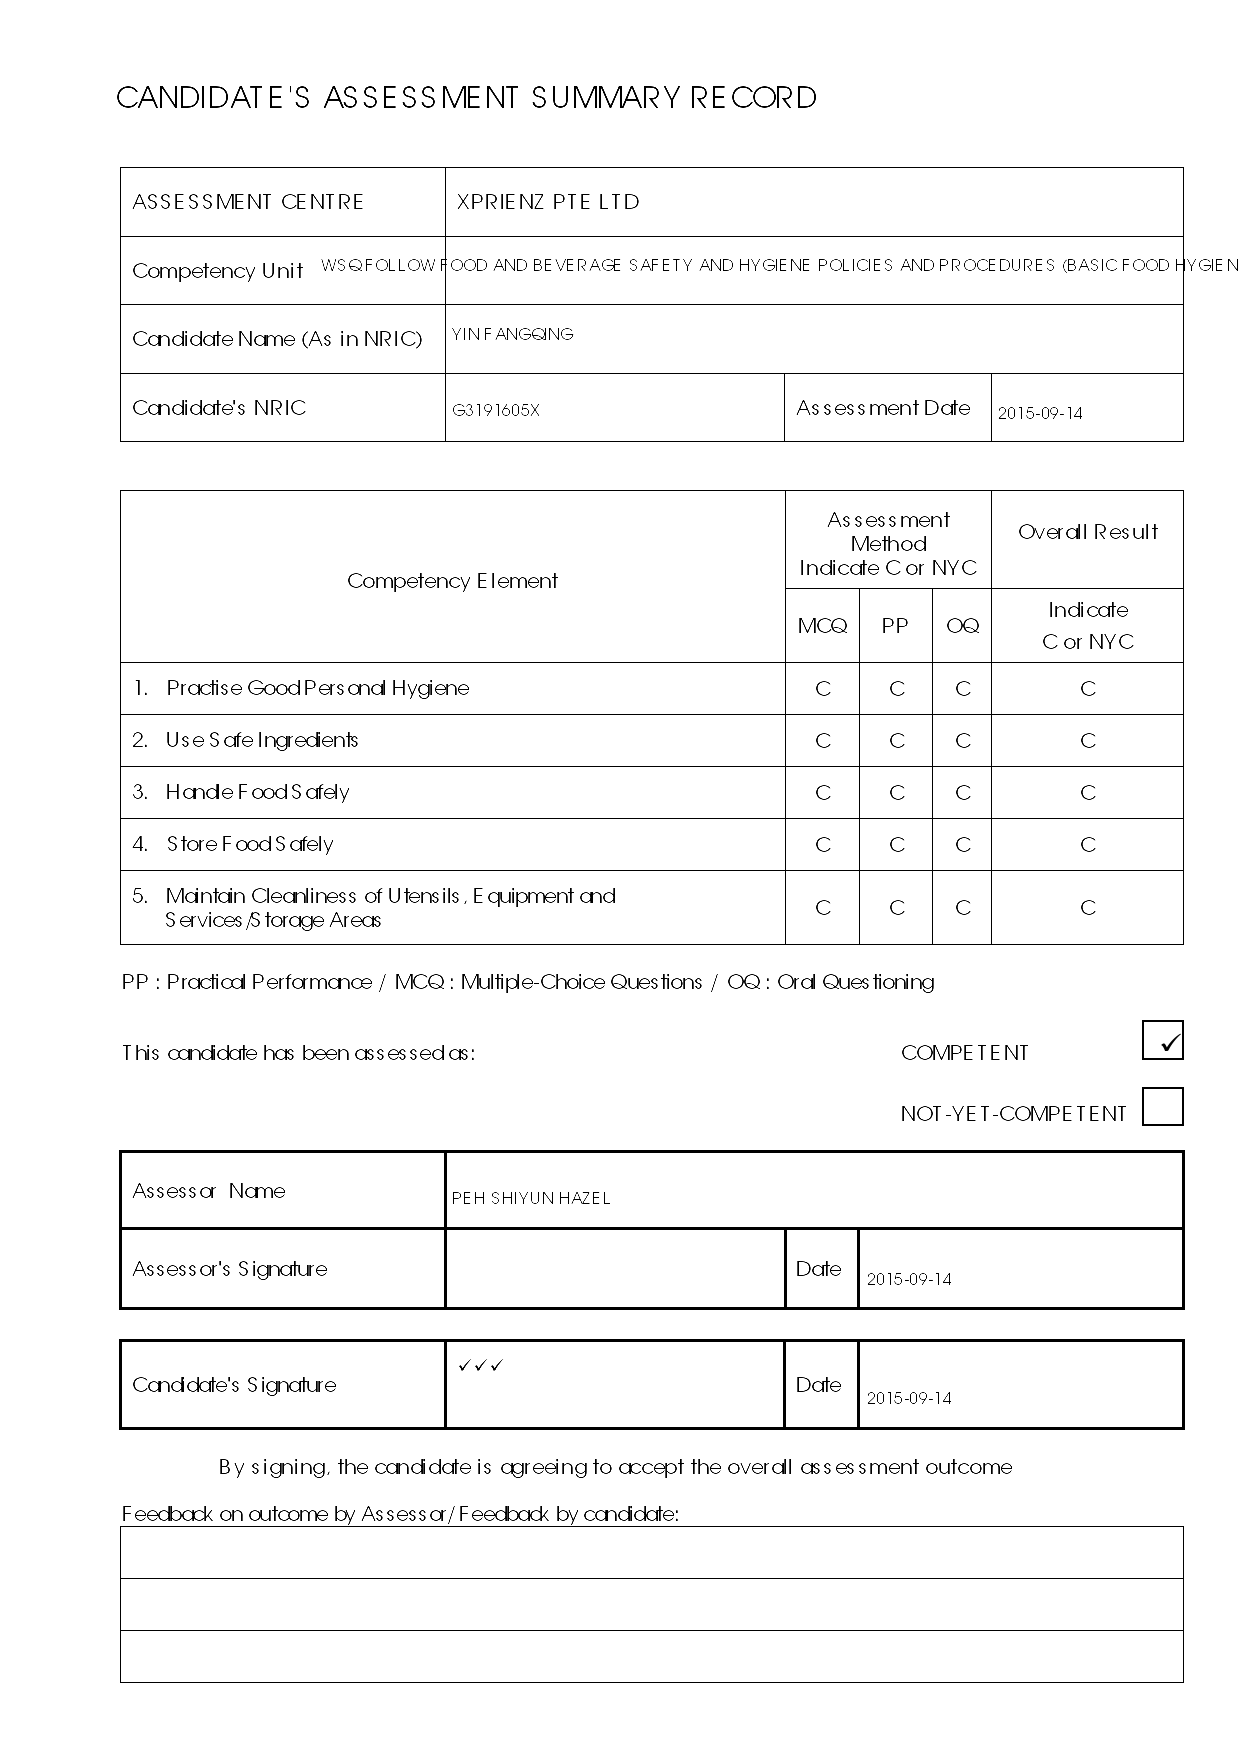 CANDIDATE'S ASSESSMENT SUMMARY RECORD
ASSESSMENT CENTRE XPRIENZ PTE LTD
Competency Unit WSQ FOLLOW FOOD AND BEVERAGE SAFETY AND HYGIENE POLICIES AND PROCEDURES (BASIC FOOD HYGIEN
Candidate Name (As in NRIC) YIN FANGQING
Candidate's NRIC G3191605X Assessment Date 2015-09-14
Competency Element
Assessment
Method
Indicate C or NYC
Overall Result
MCQ PP OQ
Indicate
C or NYC
1. Practise Good Personal Hygiene C C C C
2. Use Safe Ingredients C C C C
3. Handle Food Safely C C C C
4. Store Food Safely C C C C
5. Maintain Cleanliness of Utensils, Equipment and
Services/Storage Areas C C C C
PP : Practical Performance / MCQ : Multiple-Choice Questions / OQ : Oral Questioning
This candidate has been assessed as: COMPETENT ✓
NOT-YET-COMPETENT
Assessor Name PEH SHIYUN HAZEL
Assessor's Signature Date 2015-09-14
Candidate's Signature ✓✓✓ Date 2015-09-14
By signing, the candidate is agreeing to accept the overall assessment outcome
Feedback on outcome by Assessor/ Feedback by candidate: